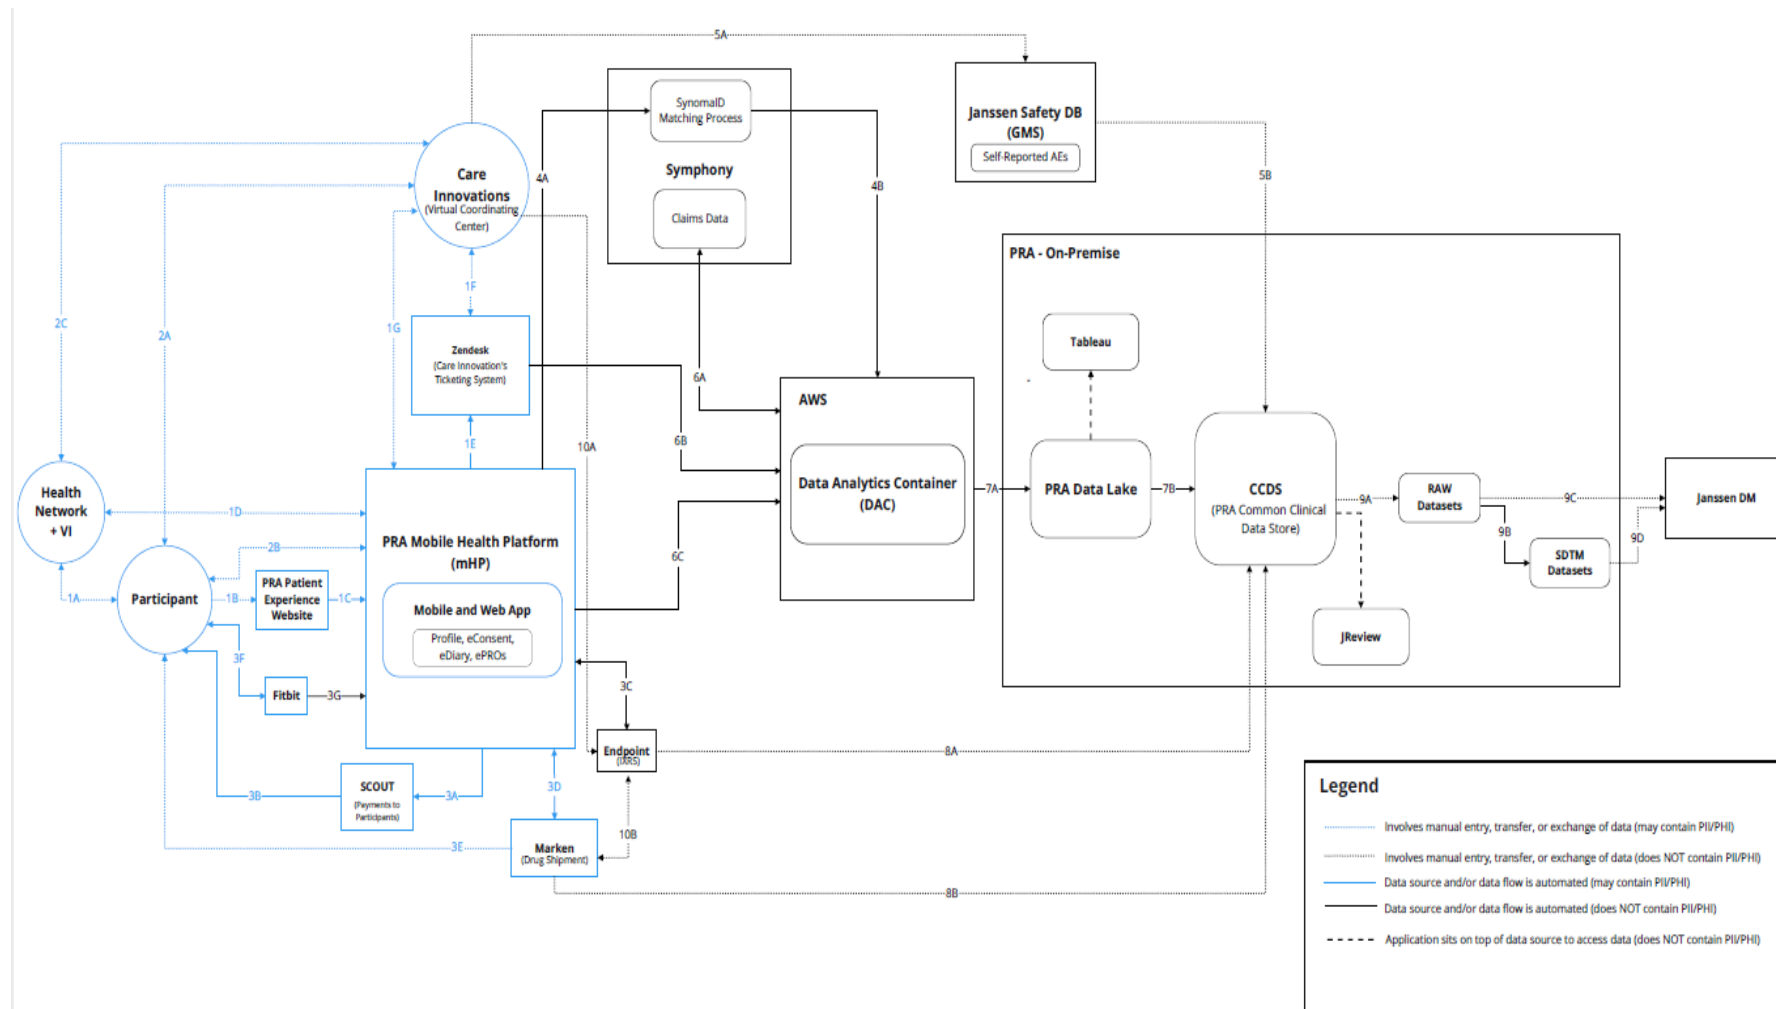 5A
SynomaID
Matching Process
Symphony
Claims Data
Janssen Safety DB
(GMS)
Self-Reported AEs
Care
Innovations
(Virtual Coordinating
Center)
4A
4B
5B
2C
2A
1G
1F
Zendesk
(Care Innovation's
Ticketing System)
1E
10A
6A
6B
6C
AWS
Data Analytics Container
(DAC)
PRA - On-Premise
Tableau
7A
PRA Data Lake
7B
CCDS
(PRA Common Clinical
Data Store)
9A
RAW
Datasets
9C
9B
SDTM
Datasets
9D
Janssen DM
JReview
Health
Network
+ VI
1D
1A
Participant
2B
1B
PRA Patient
Experience
Website
1C
PRA Mobile Health Platform
(mHP)
Mobile and Web App
Profile, eConsent,
eDiary, ePROs
3F
Fitbit
3G
3C
Endpoint
8A
3B
SCOUT
(Payments to
Participants)
3A
3D
10B
3E
Marken
(Drug Shipment)
8B
Legend
Involves manual entry, transfer, or exchange of data (may contain PII/PHI)
Involves manual entry, transfer, or exchange of data (does NOT contain PII/PHI)
Data source and/or data flow is automated (may contain PII/PHI)
Data source and/or data flow is automated (does NOT contain PII/PHI)
Application sits on top of data source to access data (does NOT contain PII/PHI)